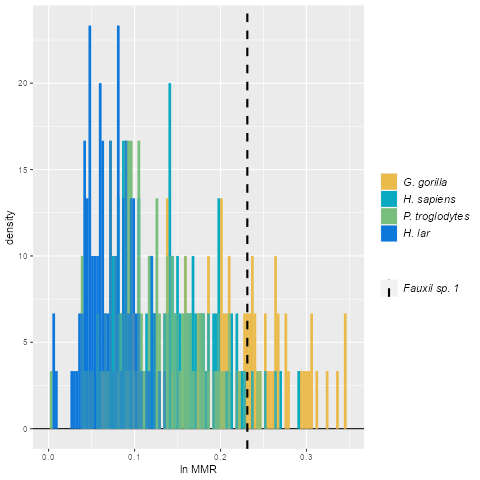 20
15
10
5
0
density
0.0 0.1 0.2 0.3
ln MMR
G. gorilla
H. sapiens
P. troglodytes
H. lar
Fauxil sp. 1